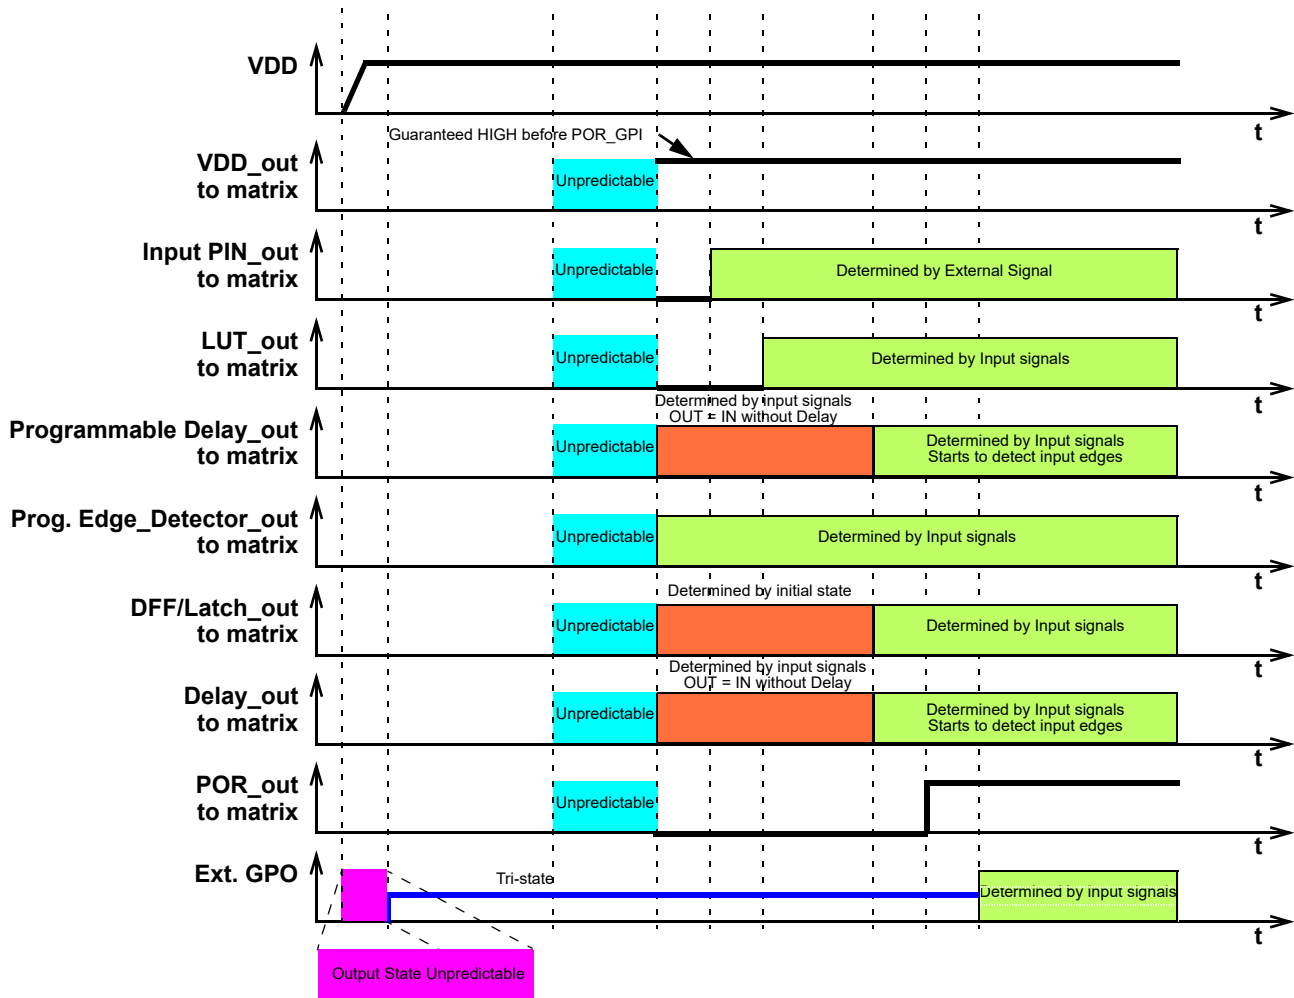 VDD
t
Guaranteed HIGH before POR_GPI
VDD_out
to matrix
Unpredictable
t
Input PIN_out
to matrix
Unpredictable
Determined by External Signal
t
LUT_out
to matrix
Unpredictable
Determined by Input signals
t
Determined by input signals
OUT = IN without Delay
Programmable Delay_out
to matrix
Unpredictable
Determined by Input signals
Starts to detect input edges
t
Prog. Edge_Detector_out
to matrix
Unpredictable
Determined by Input signals
t
Determined by initial state
DFF/Latch_out
to matrix
Unpredictable
Determined by Input signals
t
Determined by input signals
OUT = IN without Delay
Delay_out
to matrix
Unpredictable
Determined by Input signals
Starts to detect input edges
t
POR_out
to matrix
Unpredictable
t
Ext. GPO
Tri-state
Determined by input signals
t
Output State Unpredictable